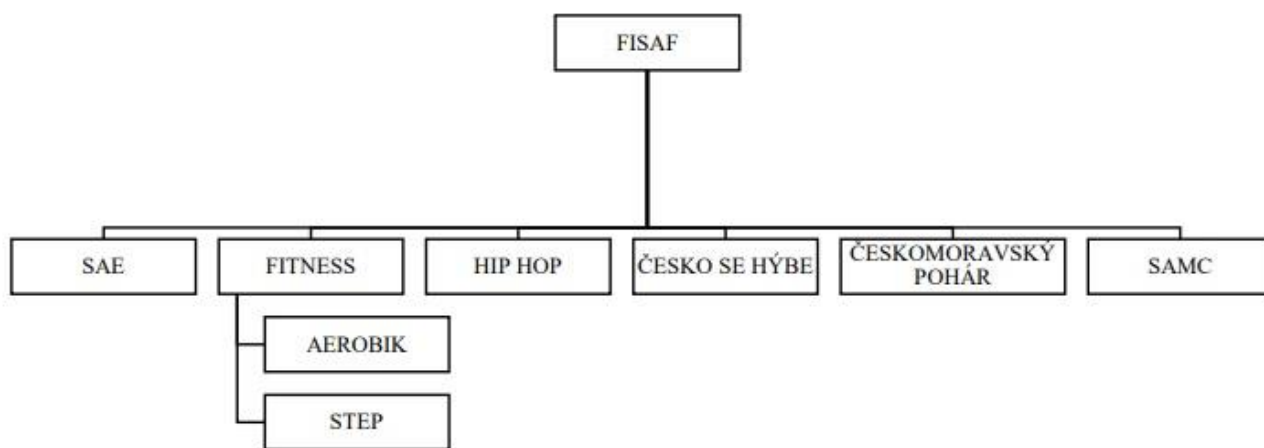 FISAF
SAE
FITNESS
HIP HOP
ČESKO SE HÝBE
ČESKOMORAVSKÝ
POHÁR
SAMC
AEROBIK
STEP